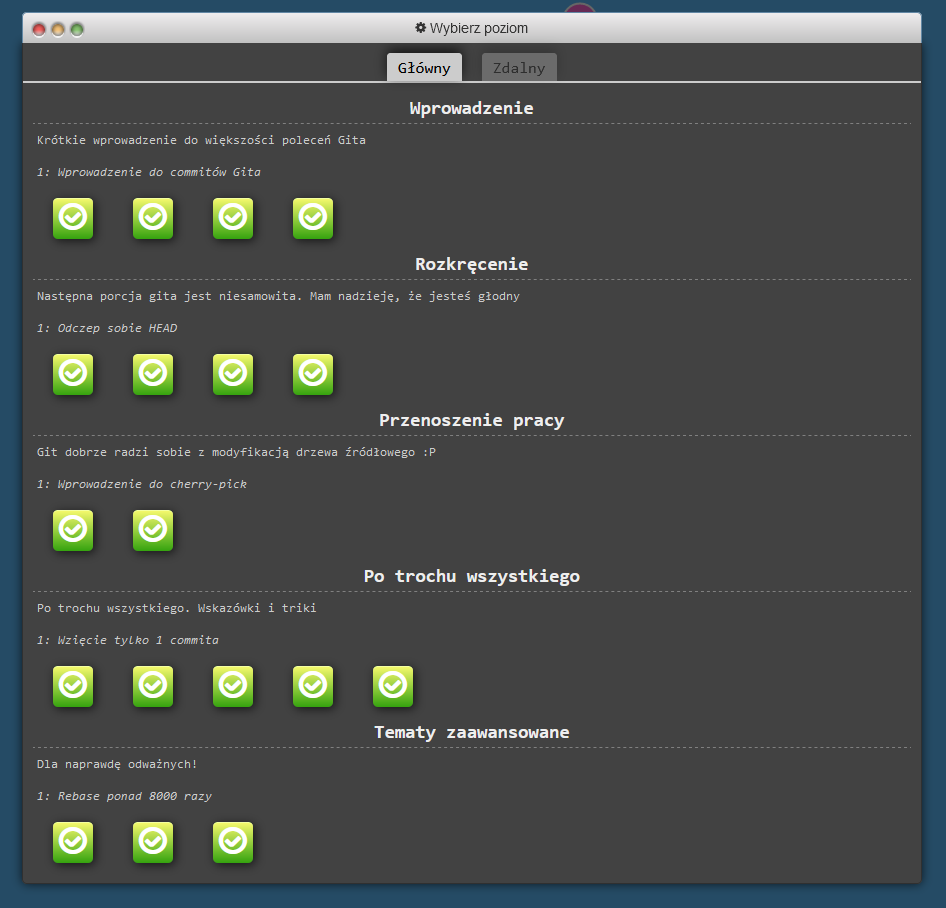 Wybierz poziom
Główny
Zdalny
Wprowadzenie
Krótkie wprowadzenie do większości poleceń Gita
1: Wprowadzenie do commitów Gita
Rozkręcenie
Następna porcja gita jest niesamowita. Mam nadzieję, że jesteś głodny
1: Odczep sobie HEAD
Przenoszenie pracy
Git dobrze radzi sobie z modyfikacją drzewa źródłowego :P
1: Wprowadzenie do cherry-pick
Po trochu wszystkiego
Po trochu wszystkiego. Wskazówki i triki
1: Wzięcie tylko 1 commita
Tematy zaawansowane
Dla naprawdę odważnych!
1: Rebase ponad 8000 razy